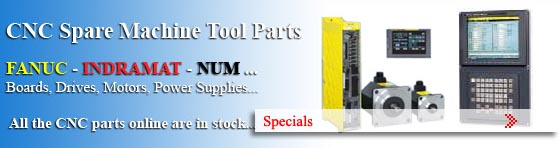 CNC Spare Machine Tool Parts
FANUC - INDRAMAT - NUM ...
Boards, Drives, Motors, Power Supplies...
All the CNC parts online are in stock...
Specials